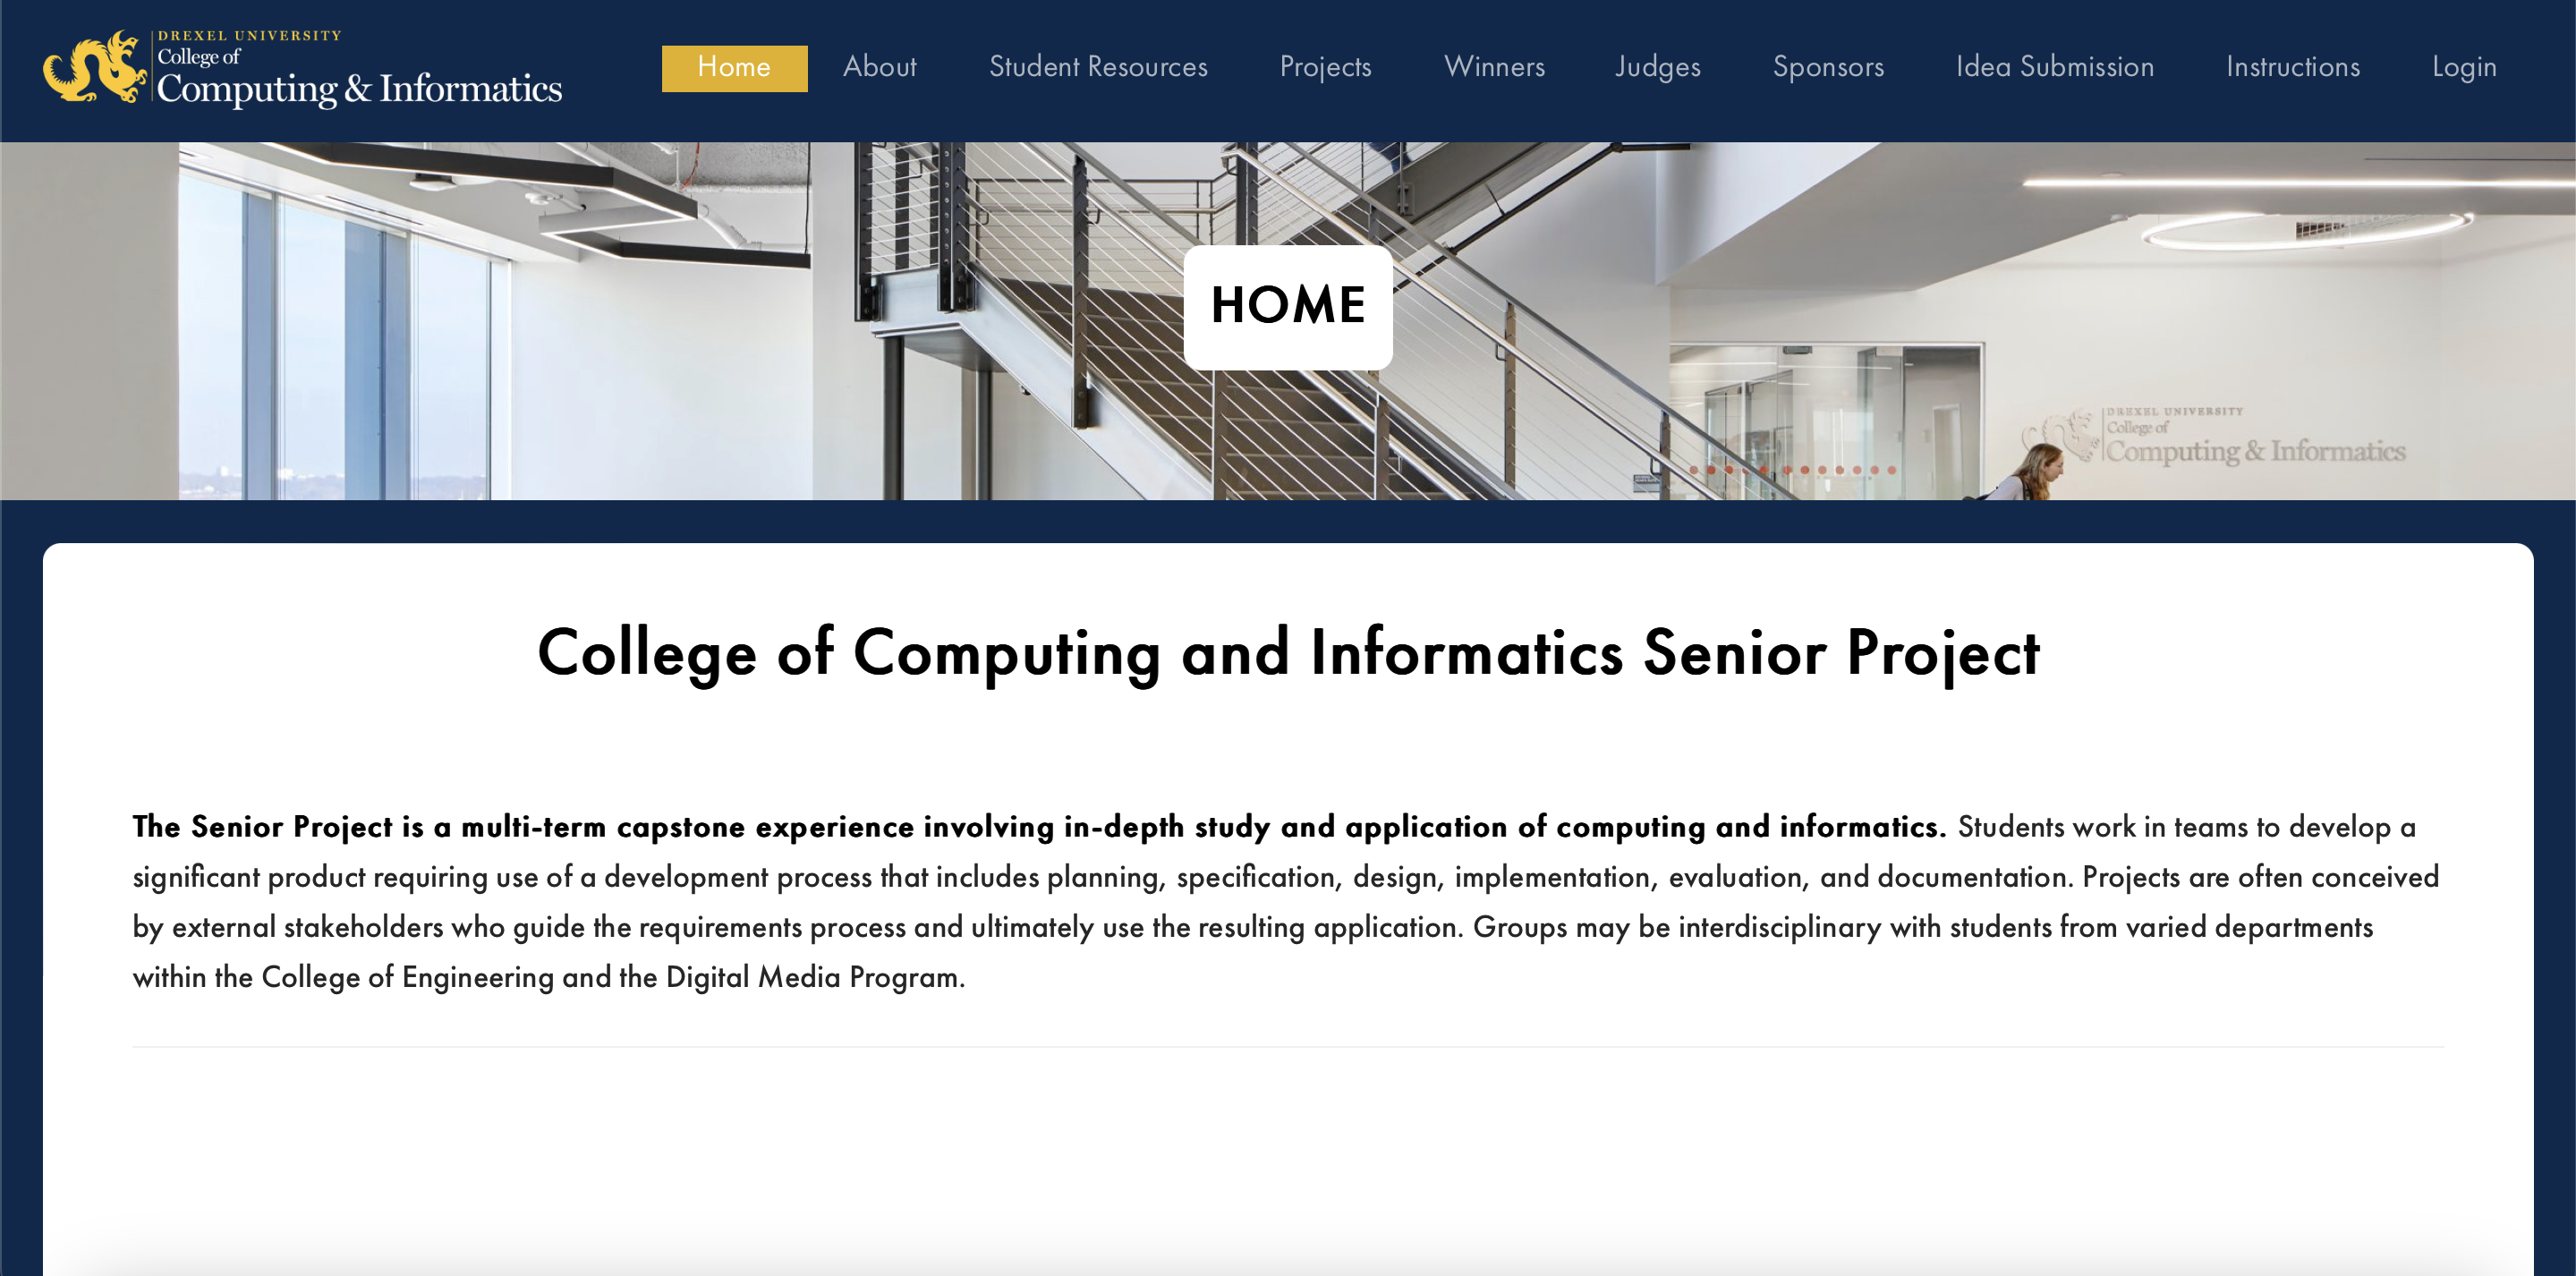 DREXEL UNIVERSITY
College of
Computing & Informatics
Home About Student Resources Projects Winners Judges Sponsors Idea Submission Instructions Login
HOME
DREXEL UNIVERSITY
College of
Computing & Informatics
College of Computing and Informatics Senior Project
The Senior Project is a multi-term capstone experience involving in-depth study and application of computing and informatics. Students work in teams to develop a
significant product requiring use of a development process that includes planning, specification, design, implementation, evaluation, and documentation. Projects are often conceived
by external stakeholders who guide the requirements process and ultimately use the resulting application. Groups may be interdisciplinary with students from varied departments
within the College of Engineering and the Digital Media Program.